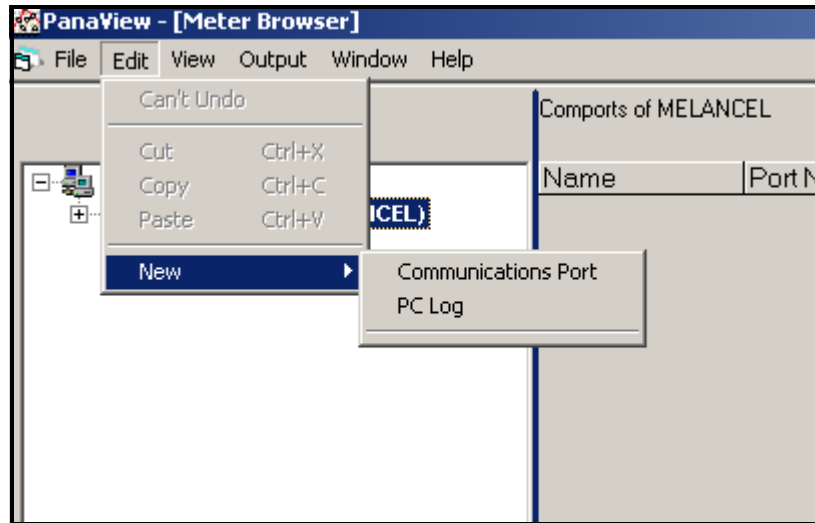 PanaView - [Meter Browser]
File Edit View Output Window Help
Can't Undo
Cut Ctrl+X
Copy Ctrl+C
Paste Ctrl+V
New
Communications Port
PC Log
ICEL)
Comports of MELANCEL
Name Port N